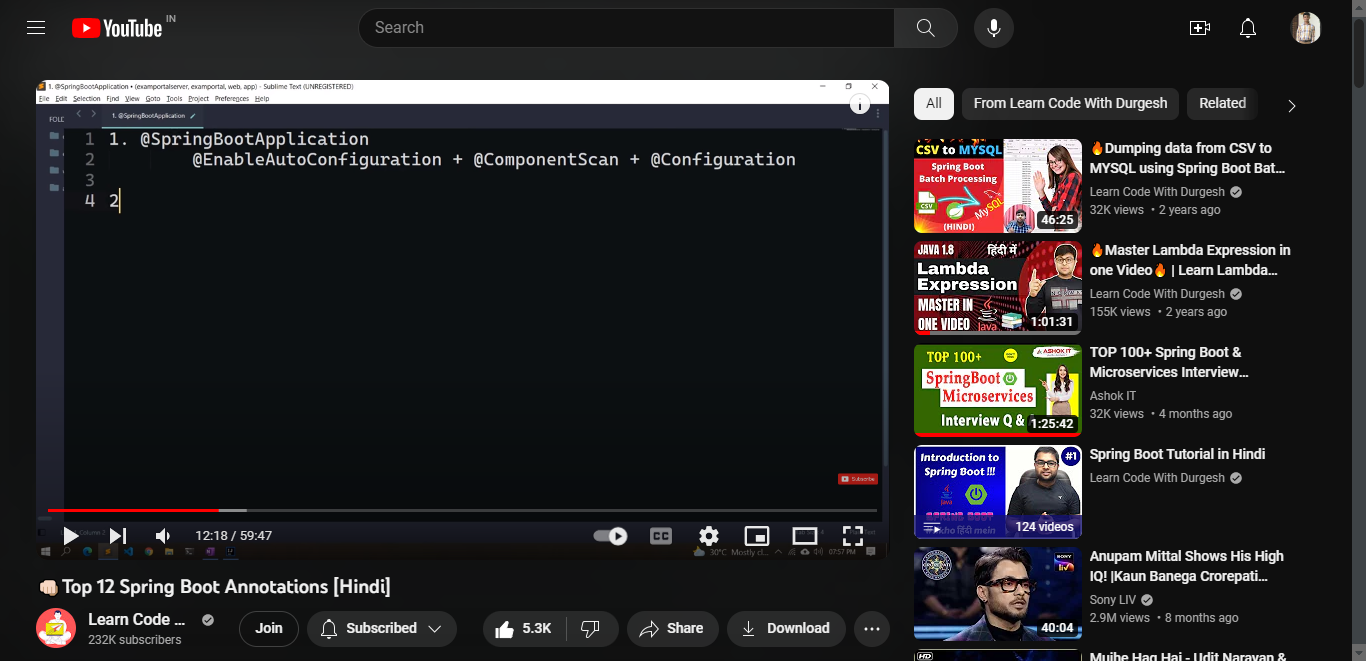 YouTube IN
Search
1. @SpringBootApplication • (examportalserver, examportal, web, app) - Sublime Text (UNREGISTERED)
File Edit Selection Find View Goto Tools Project Preferences Help
FOLD
1. @SpringBootApplication
1 1. @SpringBootApplication
2 @EnableAutoConfiguration + @ComponentScan + @Configuration
3
4 2
Subscribe
12:18 / 59:47
CC
30°C Mostly cl...
07:57 PM
👊🏻Top 12 Spring Boot Annotations [Hindi]
Learn Code ...
232K subscribers
Join
Subscribed
5.3K
Share
Download
All
From Learn Code With Durgesh
Related
CSV to MYSQL
Spring Boot
Batch Processing
CSV
MySQL
(HINDI)
46:25
🔥Dumping data from CSV to
MYSQL using Spring Boot Bat...
Learn Code With Durgesh
32K views • 2 years ago
JAVA 1.8 हिंदी में
Lambda
Expression
MASTER IN
ONE VIDEO
Java
1:01:31
🔥Master Lambda Expression in
one Video🔥 | Learn Lambda...
Learn Code With Durgesh
155K views • 2 years ago
TOP 100+
ASHOK IT
SpringBoot
Microservices
Interview Q &
1:25:42
TOP 100+ Spring Boot &
Microservices Interview...
Ashok IT
32K views • 4 months ago
Introduction to
Spring Boot !!!
#1
Java
SPRING BOOT
124 videos
Spring Boot Tutorial in Hindi
Learn Code With Durgesh
SONY
liv
40:04
Anupam Mittal Shows His High
IQ! |Kaun Banega Crorepati...
Sony LIV
2.9M views • 8 months ago
HD
Mujhe Haq Hai - Udit Narayan &